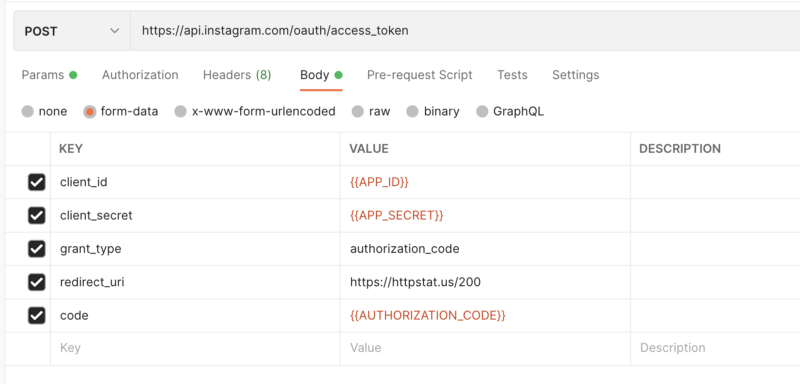 POST https://api.instagram.com/oauth/access_token
Params Authorization Headers (8) Body Pre-request Script Tests Settings
none form-data x-www-form-urlencoded raw binary GraphQL
KEY VALUE DESCRIPTION
client_id {{APP_ID}}
client_secret {{APP_SECRET}}
grant_type authorization_code
redirect_uri https://httpstat.us/200
code {{AUTHORIZATION_CODE}}
Key Value Description